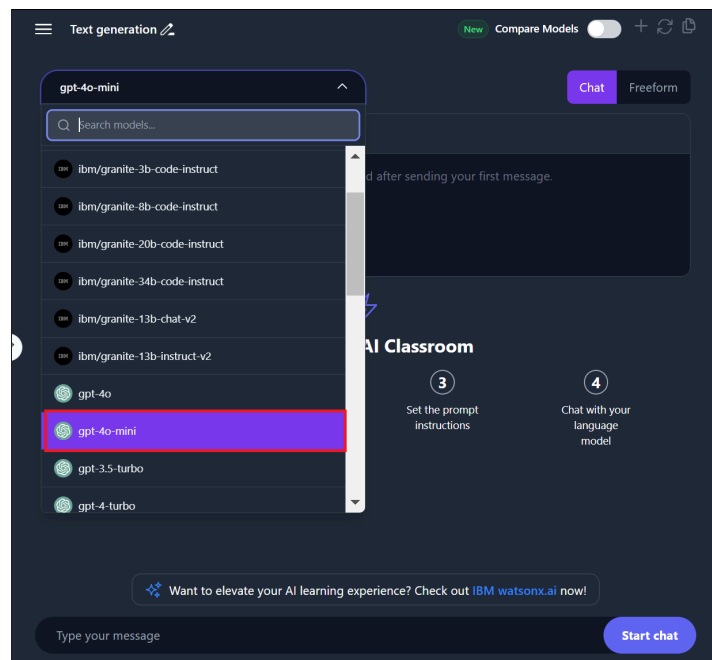 Text generation
New Compare Models
gpt-4o-mini
Chat Freeform
Search models...
d after sending your first message.
ibm/granite-3b-code-instruct
ibm/granite-8b-code-instruct
ibm/granite-20b-code-instruct
ibm/granite-34b-code-instruct
ibm/granite-13b-chat-v2
ibm/granite-13b-instruct-v2
gpt-4o
gpt-4o-mini
gpt-3.5-turbo
gpt-4-turbo
AI Classroom
3
Set the prompt
instructions
4
Chat with your
language
model
Want to elevate your AI learning experience? Check out IBM watsonx.ai now!
Type your message
Start chat